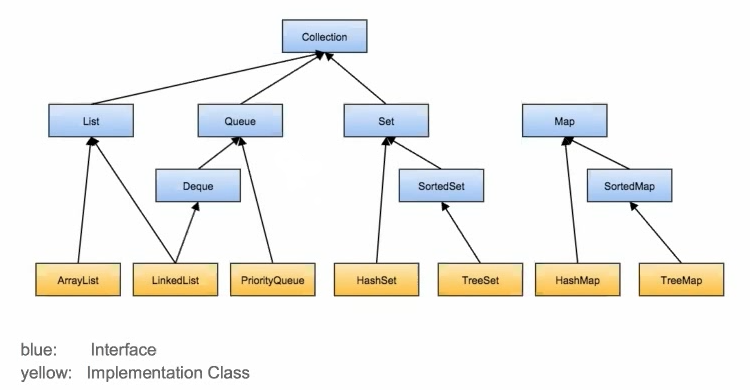 Collection
List
Queue
Set
Map
Deque
SortedSet
SortedMap
ArrayList
LinkedList
PriorityQueue
HashSet
TreeSet
HashMap
TreeMap
blue: Interface
yellow: Implementation Class